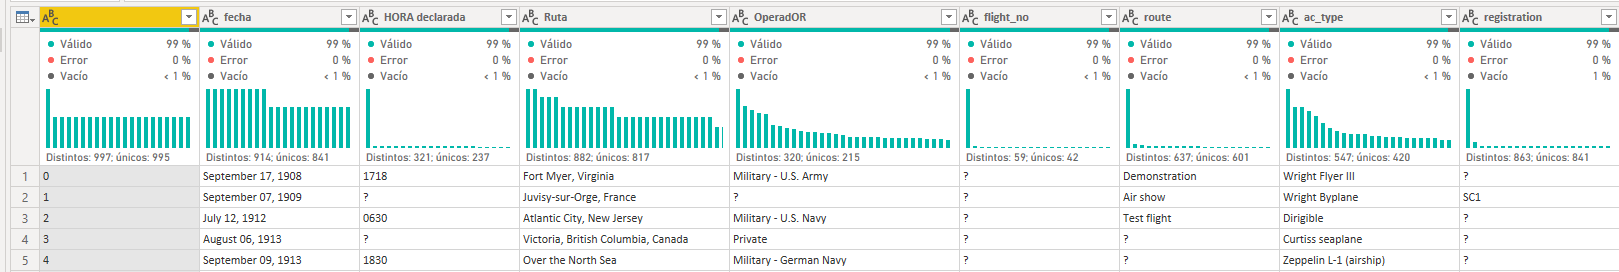 ABC fecha ABC HORA declarada ABC Ruta ABC OperadOR ABC flight_no ABC route ABC ac_type ABC registration ABC
Válido 99 % Válido 99 % Válido 99 % Válido 99 % Válido 99 % Válido 99 % Válido 99 % Válido 99 % Válido 99 %
Error 0 % Error 0 % Error 0 % Error 0 % Error 0 % Error 0 % Error 0 % Error 0 % Error 0 %
Vacío < 1 % Vacío < 1 % Vacío < 1 % Vacío < 1 % Vacío < 1 % Vacío < 1 % Vacío < 1 % Vacío < 1 % Vacío 1 %
Distintos: 997; únicos: 995 Distintos: 914; únicos: 841 Distintos: 321; únicos: 237 Distintos: 882; únicos: 817 Distintos: 320; únicos: 215 Distintos: 59; únicos: 42 Distintos: 637; únicos: 601 Distintos: 547; únicos: 420 Distintos: 863; únicos: 841
1 0 September 17, 1908 1718 Fort Myer, Virginia Military - U.S. Army ? Demonstration Wright Flyer III ?
2 1 September 07, 1909 ? Juvisy-sur-Orge, France ? ? Air show Wright Byplane SC1
3 2 July 12, 1912 0630 Atlantic City, New Jersey Military - U.S. Navy ? Test flight Dirigible ?
4 3 August 06, 1913 ? Victoria, British Columbia, Canada Private ? ? Curtiss seaplane ?
5 4 September 09, 1913 1830 Over the North Sea Military - German Navy ? ? Zeppelin L-1 (airship) ?